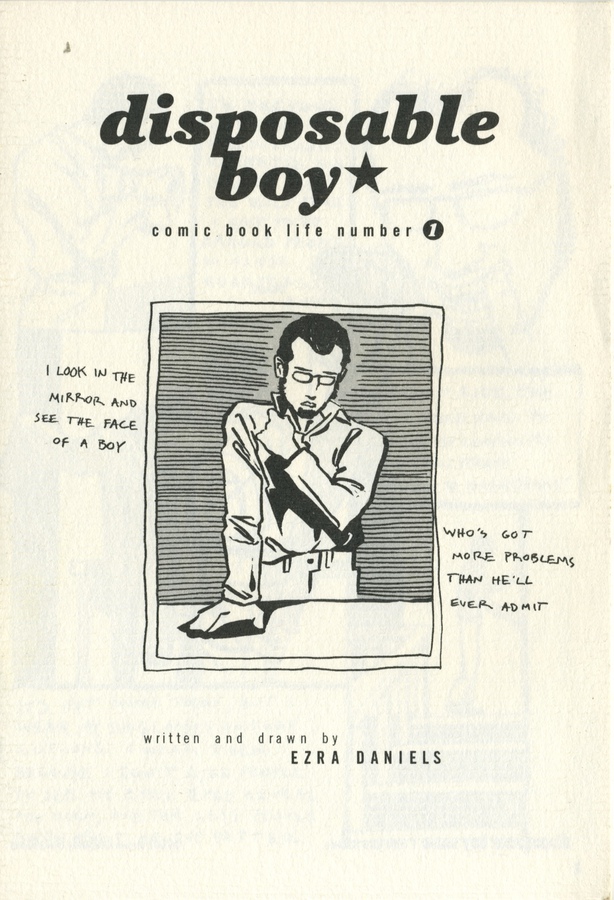 disposable
boy★
comic book life number 1
I LOOK IN THE
MIRROR AND
SEE THE FACE
OF A BOY
WHO'S GOT
MORE PROBLEMS
THAN HE'LL
EVER ADMIT
written and drawn by
EZRA DANIELS